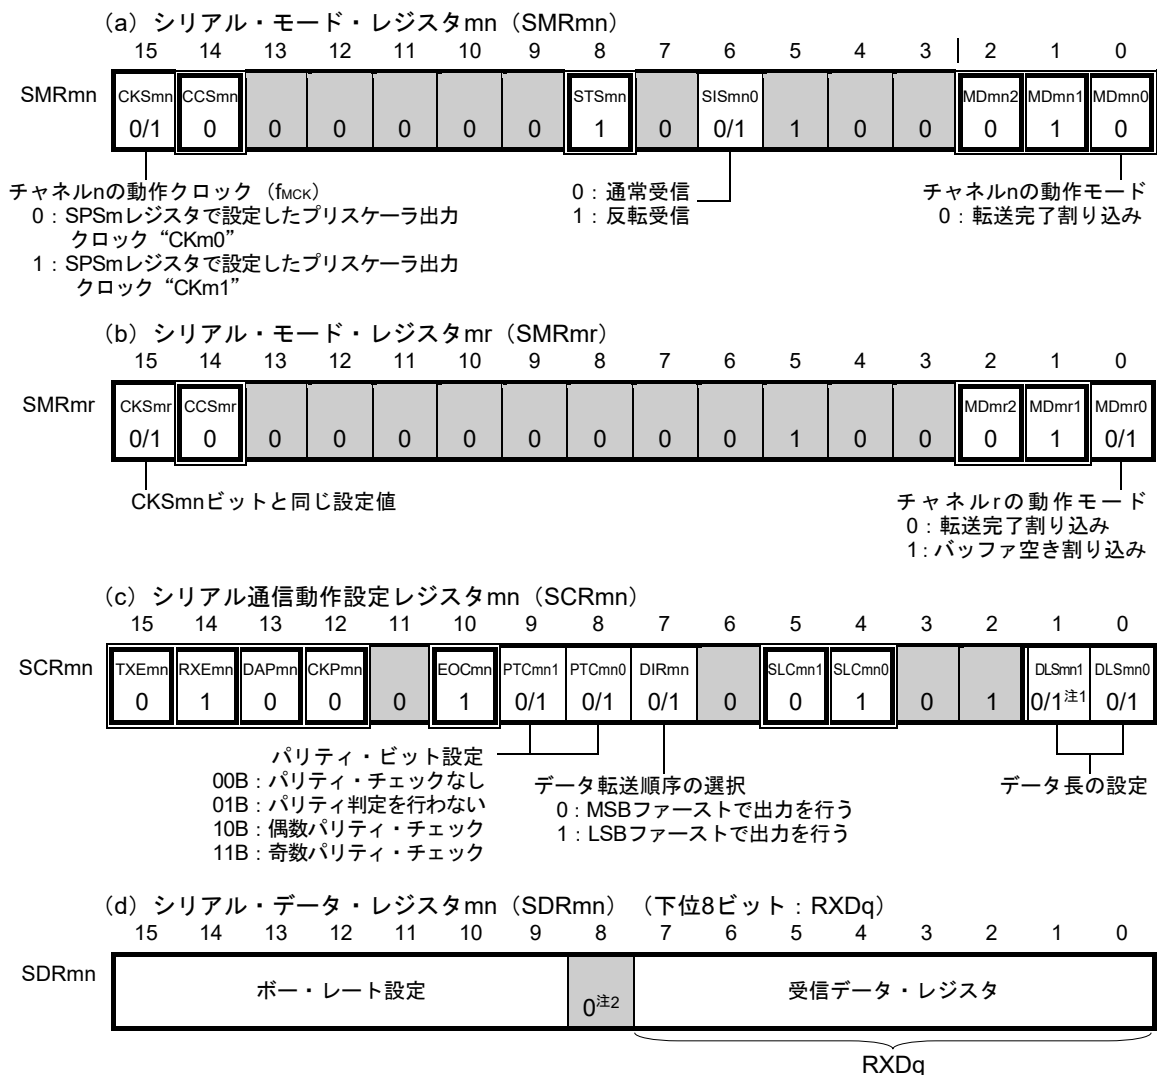 (a) シリアル・モード・レジスタmn（SMRmn）
15 14 13 12 11 10 9 8 7 6 5 4 3 2 1 0
SMRmn
CKSmn CCSmn STSmn SISmn0 MDmn2 MDmn1 MDmn0
0/1 0 0 0 0 0 0 1 0 0/1 1 0 0 0 1 0
チャネルnの動作クロック（fMCK）
0：SPSmレジスタで設定したプリスケーラ出力
クロック“CKm0”
1：SPSmレジスタで設定したプリスケーラ出力
クロック“CKm1”
0：通常受信
1：反転受信
チャネルnの動作モード
0：転送完了割り込み
(b) シリアル・モード・レジスタmr（SMRmr）
15 14 13 12 11 10 9 8 7 6 5 4 3 2 1 0
SMRmr
CKSmr CCSmr MDmr2 MDmr1 MDmr0
0/1 0 0 0 0 0 0 0 0 0 1 0 0 0 1 0/1
CKSmnビットと同じ設定値
チャネルrの動作モード
0：転送完了割り込み
1：バッファ空き割り込み
(c) シリアル通信動作設定レジスタmn（SCRmn）
15 14 13 12 11 10 9 8 7 6 5 4 3 2 1 0
SCRmn
TXEmn RXEmn DAPmn CKPmn EOCmn PTCmn1 PTCmn0 DIRmn SLCmn1 SLCmn0 DLSmn1 DLSmn0
0 1 0 0 0 1 0/1 0/1 0/1 0 0 1 0 1 0/1注1 0/1
パリティ・ビット設定
00B：パリティ・チェックなし
01B：パリティ判定を行わない
10B：偶数パリティ・チェック
11B：奇数パリティ・チェック
データ転送順序の選択
0：MSBファーストで出力を行う
1：LSBファーストで出力を行う
データ長の設定
(d) シリアル・データ・レジスタmn（SDRmn）（下位8ビット：RXDq）
15 14 13 12 11 10 9 8 7 6 5 4 3 2 1 0
SDRmn
ボー・レート設定 0注2 受信データ・レジスタ
RXDq